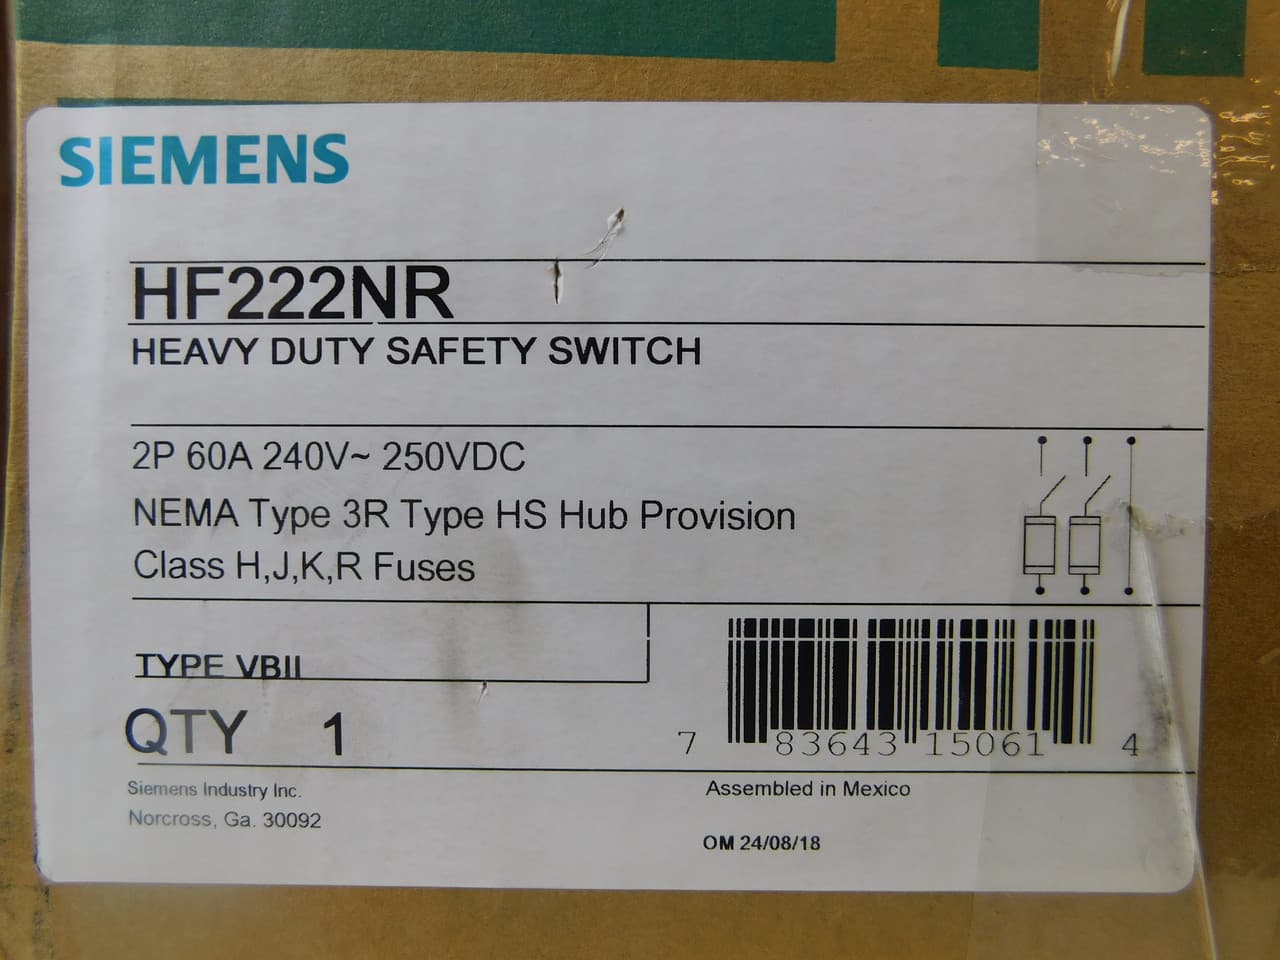 SIEMENS
HF222NR
HEAVY DUTY SAFETY SWITCH
2P 60A 240V~ 250VDC
NEMA Type 3R Type HS Hub Provision
Class H,J,K,R Fuses
TYPE VBII
QTY 1
7 83643 15061 4
Siemens Industry Inc.
Norcross, Ga. 30092
Assembled in Mexico
OM 24/08/18